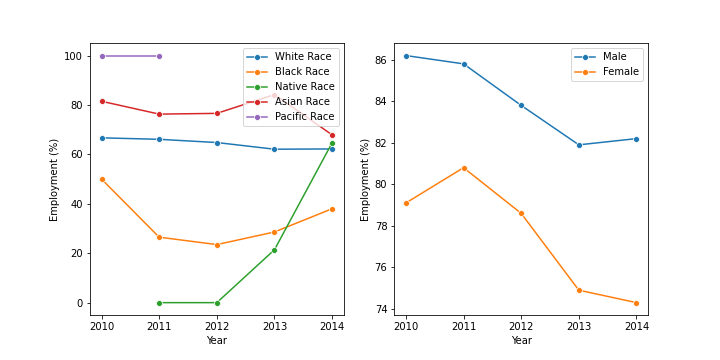 100
80
60
40
20
0
Employment (%)
2010 2011 2012 2013 2014
Year
White Race
Black Race
Native Race
Asian Race
Pacific Race
86
84
82
80
78
76
74
Employment (%)
2010 2011 2012 2013 2014
Year
Male
Female